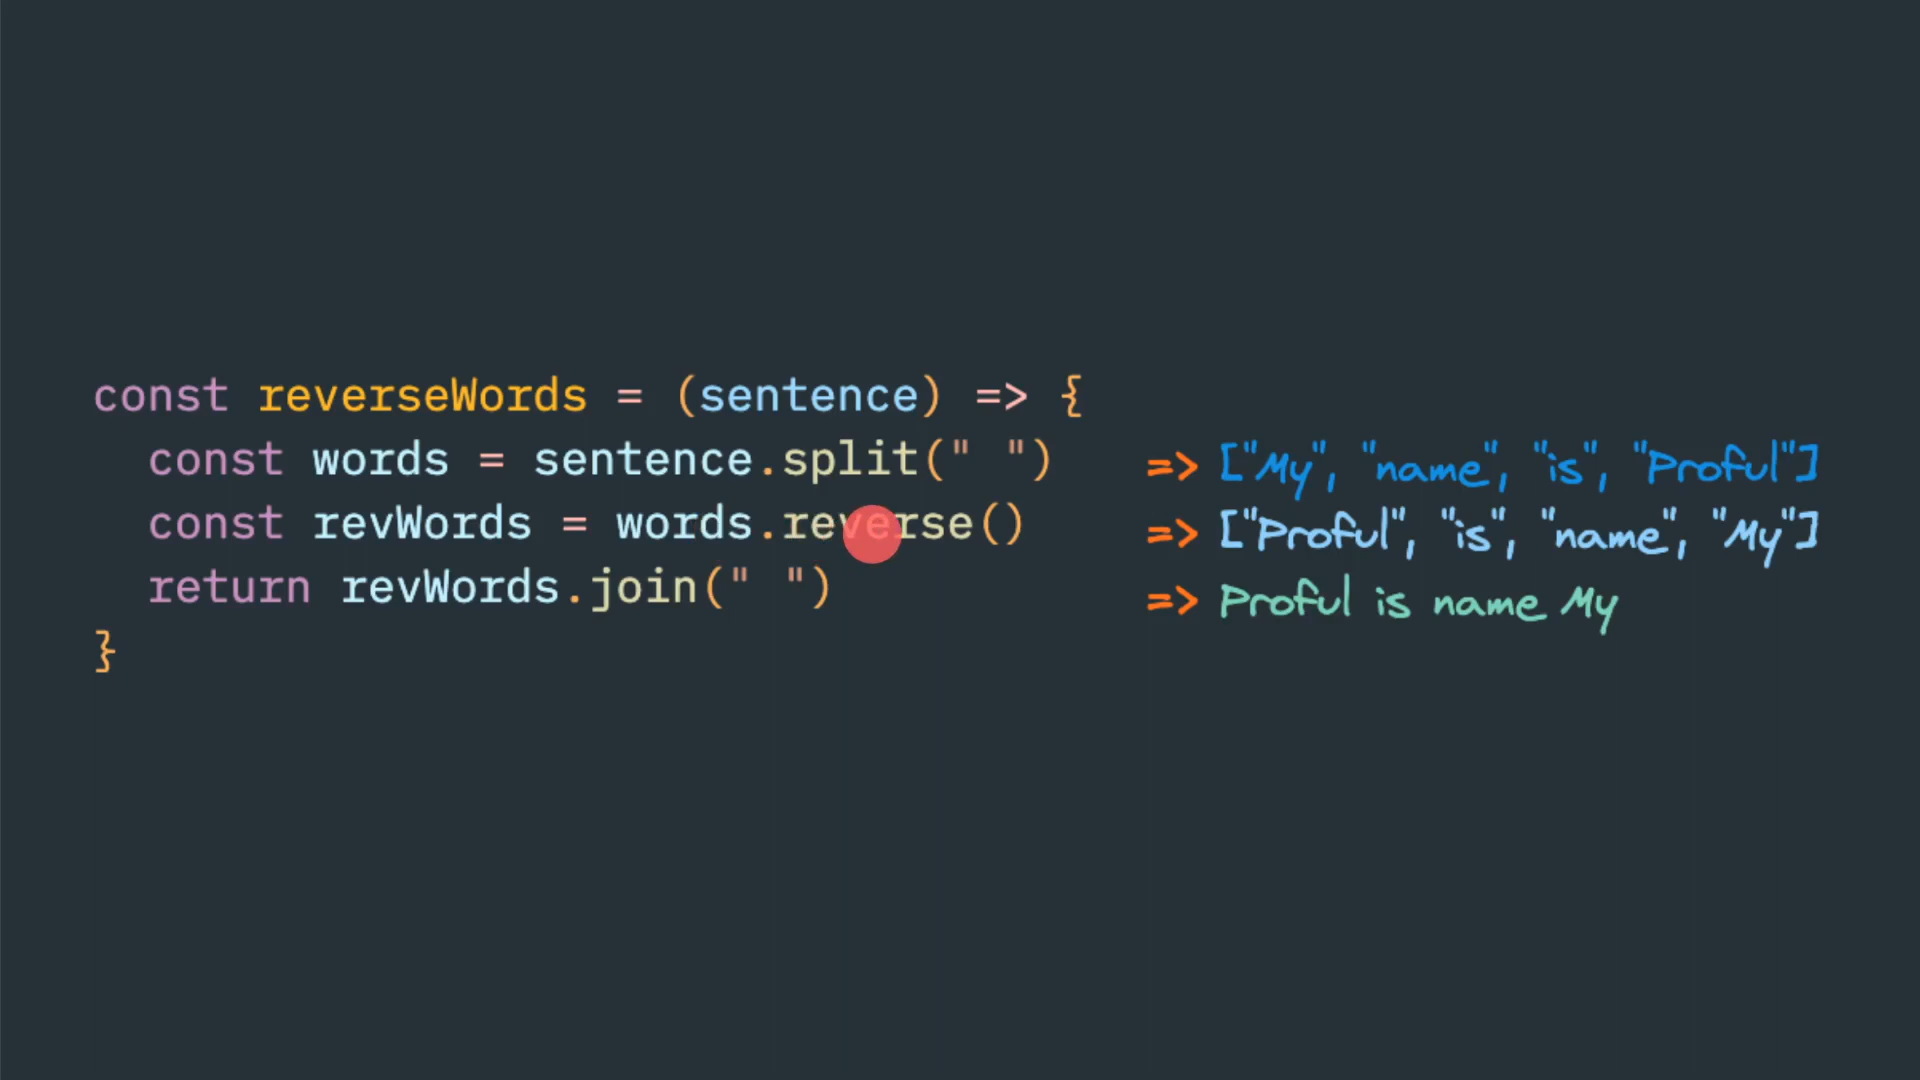 const reverseWords = (sentence) => {
const words = sentence.split(" ") => ["My", "name", "is", "Proful"]
const revWords = words.reverse() => ["Proful", "is", "name", "My"]
return revWords.join(" ") => Proful is name My
}